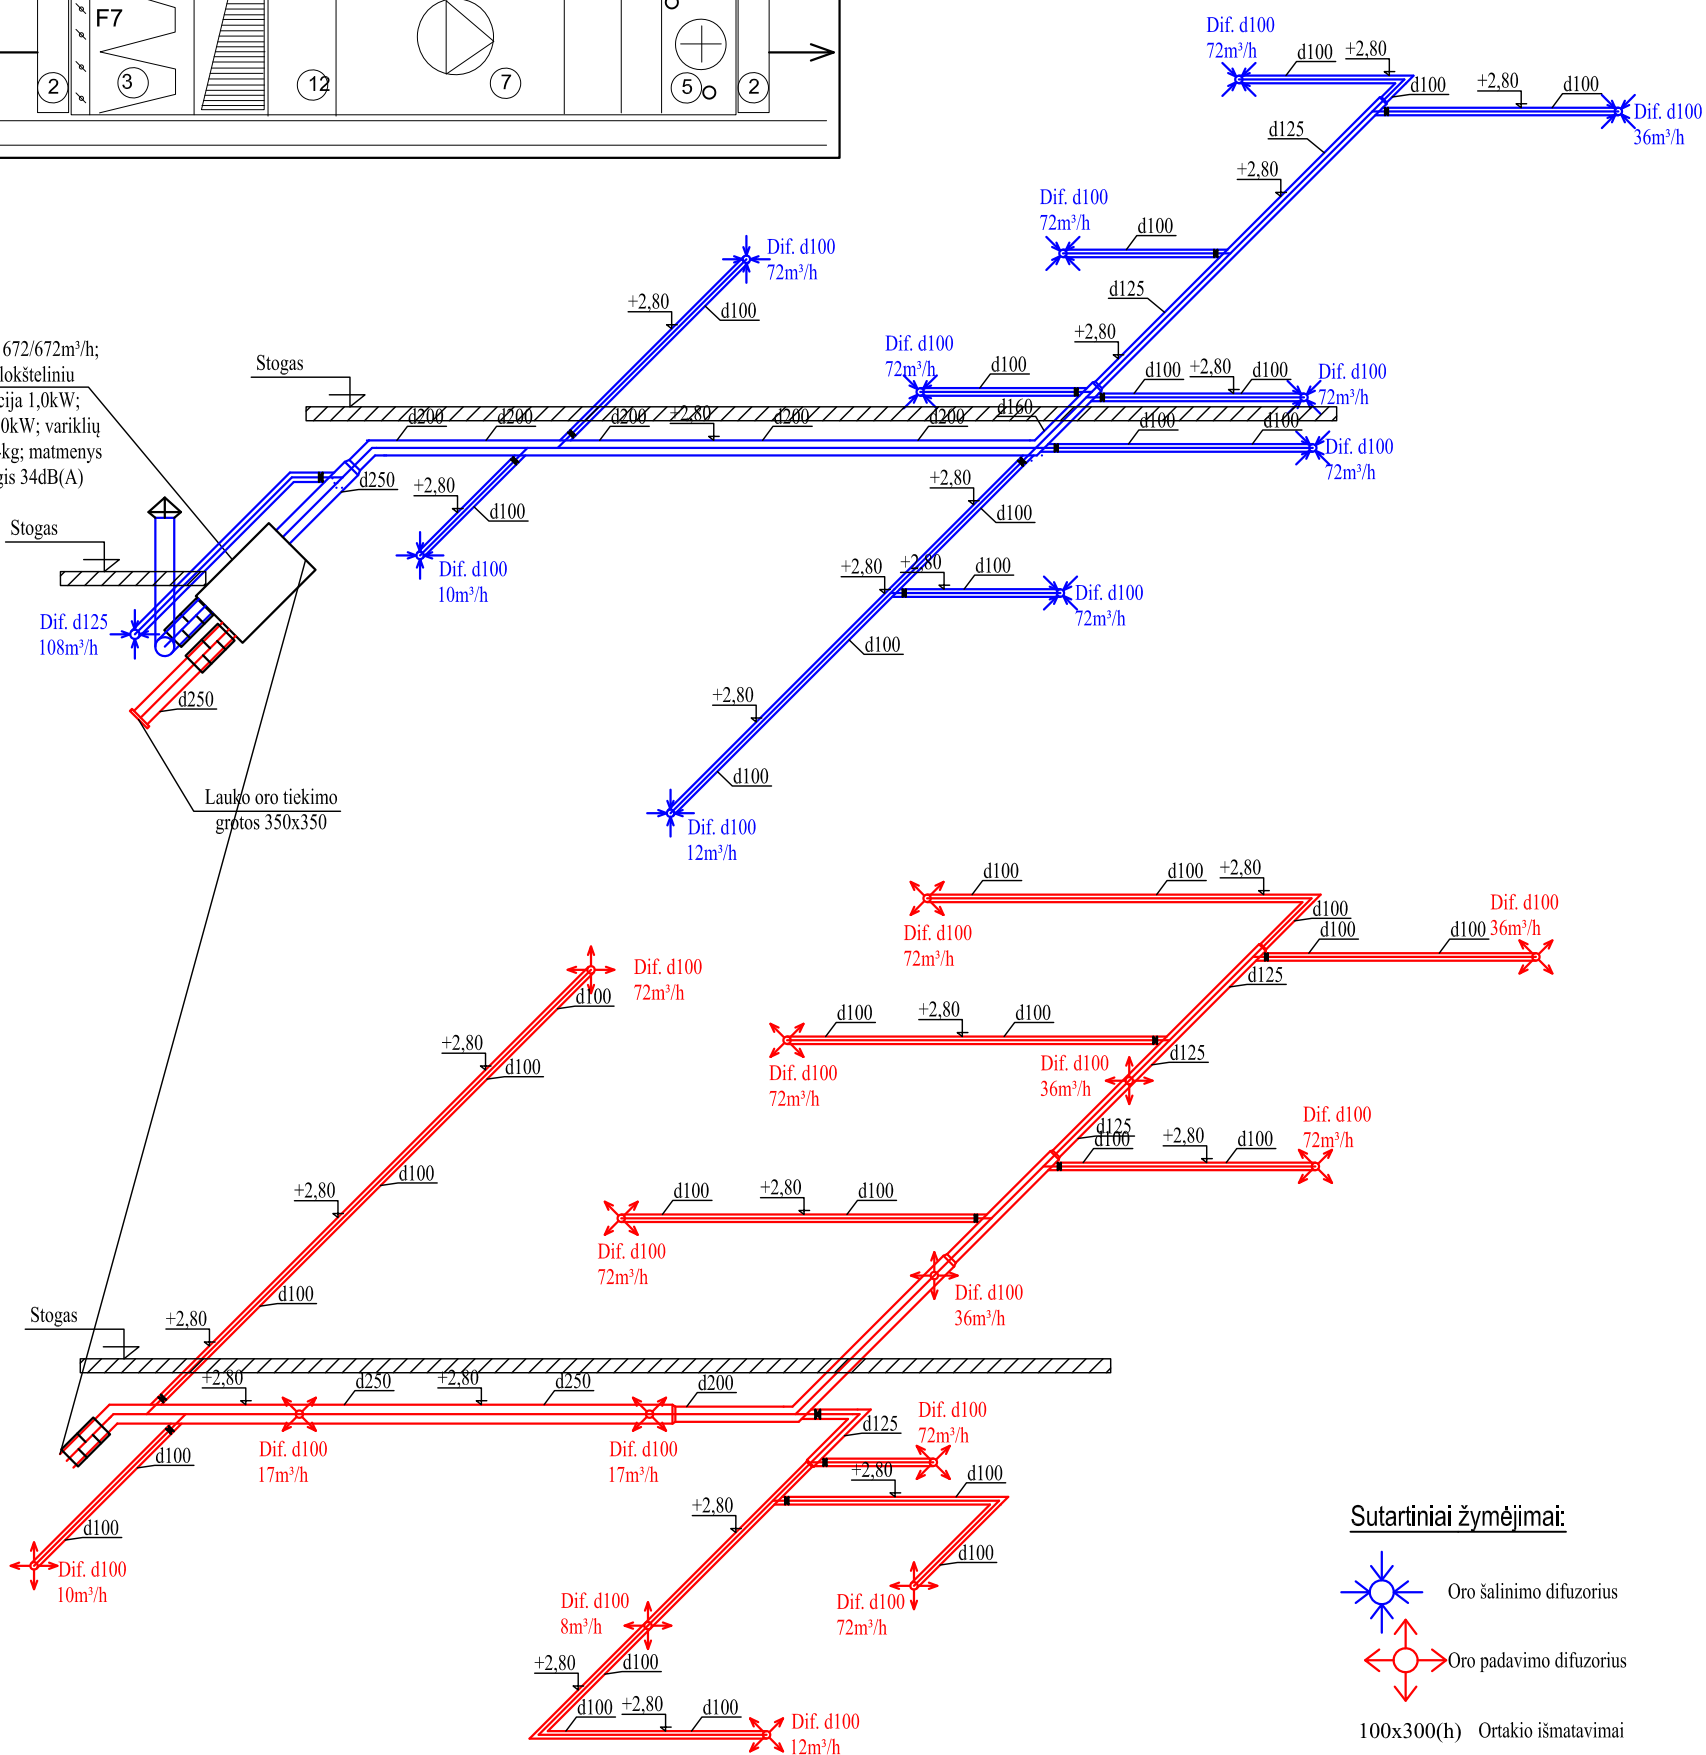 F7
2
3
12
7
5
2
672/672m³/h;
lokšteliniu
cija 1,0kW;
0kW; variklių
kg; matmenys
gis 34dB(A)
Stogas
Stogas
Dif. d100
72m³/h
d100
+2,80
d100
+2,80
d100
Dif. d100
36m³/h
d125
+2,80
Dif. d100
72m³/h
d100
d125
+2,80
Dif. d100
72m³/h
+2,80
d100
Dif. d100
72m³/h
d100
d100
+2,80
d100
Dif. d100
72m³/h
d200
d200
d200
+2,80
d200
d200
d160
d100
d100
Dif. d100
72m³/h
d250
+2,80
d100
Dif. d100
10m³/h
+2,80
d100
+2,80
+2,80
d100
Dif. d100
72m³/h
d100
+2,80
d100
Dif. d100
12m³/h
Dif. d125
108m³/h
d250
Lauko oro tiekimo
grotos 350x350
d100
d100
+2,80
Dif. d100
72m³/h
d100
d100
d100
Dif. d100
36m³/h
d125
Dif. d100
72m³/h
d100
+2,80
d100
d100
+2,80
d100
Dif. d100
72m³/h
d125
Dif. d100
36m³/h
d125
d100
+2,80
d100
Dif. d100
72m³/h
+2,80
d100
d100
+2,80
d100
Dif. d100
72m³/h
Dif. d100
36m³/h
d100
Stogas
+2,80
+2,80
d250
+2,80
d250
d200
Dif. d100
17m³/h
Dif. d100
17m³/h
d125
Dif. d100
72m³/h
d100
d100
Dif. d100
10m³/h
+2,80
d100
+2,80
d100
Dif. d100
72m³/h
Dif. d100
8m³/h
+2,80
d100
d100
+2,80
d100
Dif. d100
12m³/h
Sutartiniai žymėjimai:
Oro šalinimo difuzorius
Oro padavimo difuzorius
100x300(h) Ortakio išmatavimai